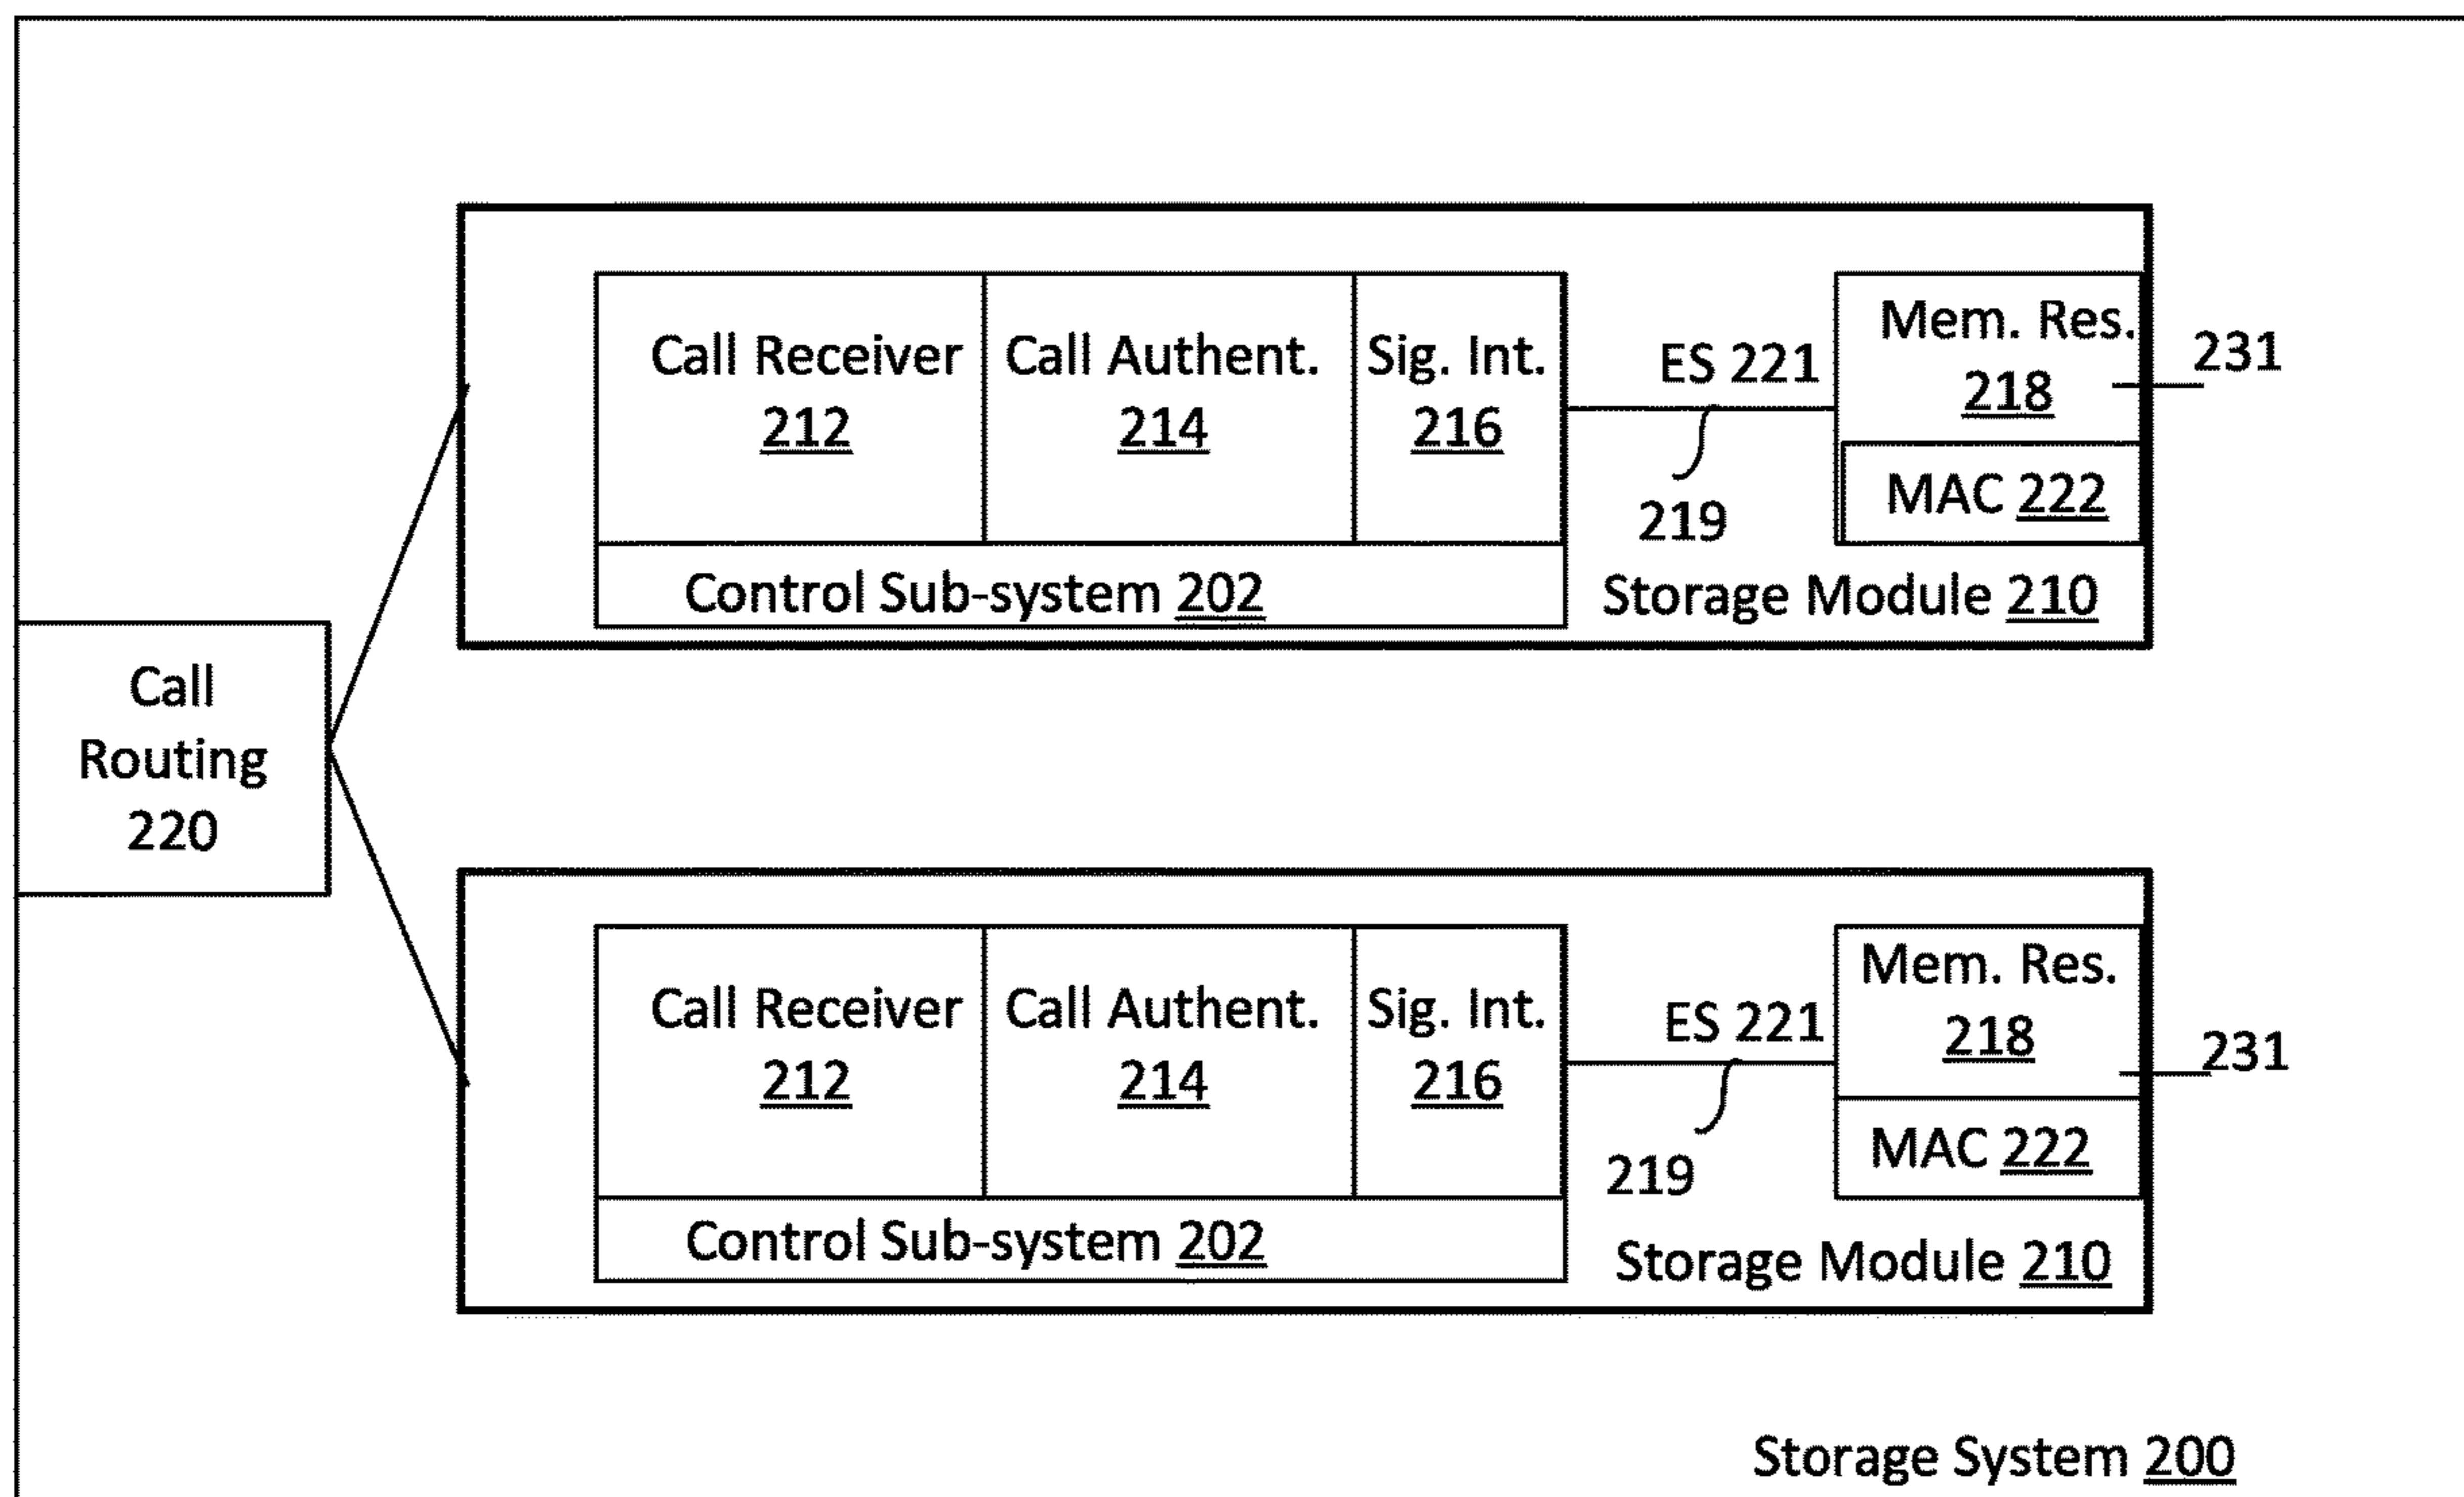 Call Receiver
212
Call Authent.
214
Sig. Int.
216
ES 221
219
Mem. Res.
218
231
MAC 222
Control Sub-system 202
Storage Module 210
Call
Routing
220
Call Receiver
212
Call Authent.
214
Sig. Int.
216
ES 221
219
Mem. Res.
218
231
MAC 222
Control Sub-system 202
Storage Module 210
Storage System 200